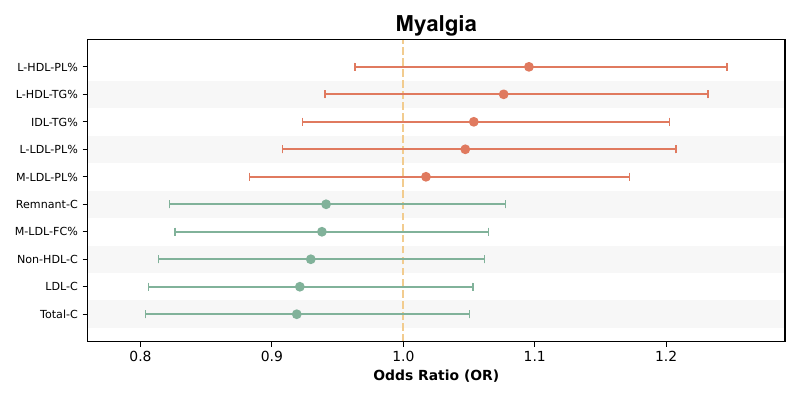 Myalgia
L-HDL-PL%
L-HDL-TG%
IDL-TG%
L-LDL-PL%
M-LDL-PL%
Remnant-C
M-LDL-FC%
Non-HDL-C
LDL-C
Total-C
0.8 0.9 1.0 1.1 1.2
Odds Ratio (OR)